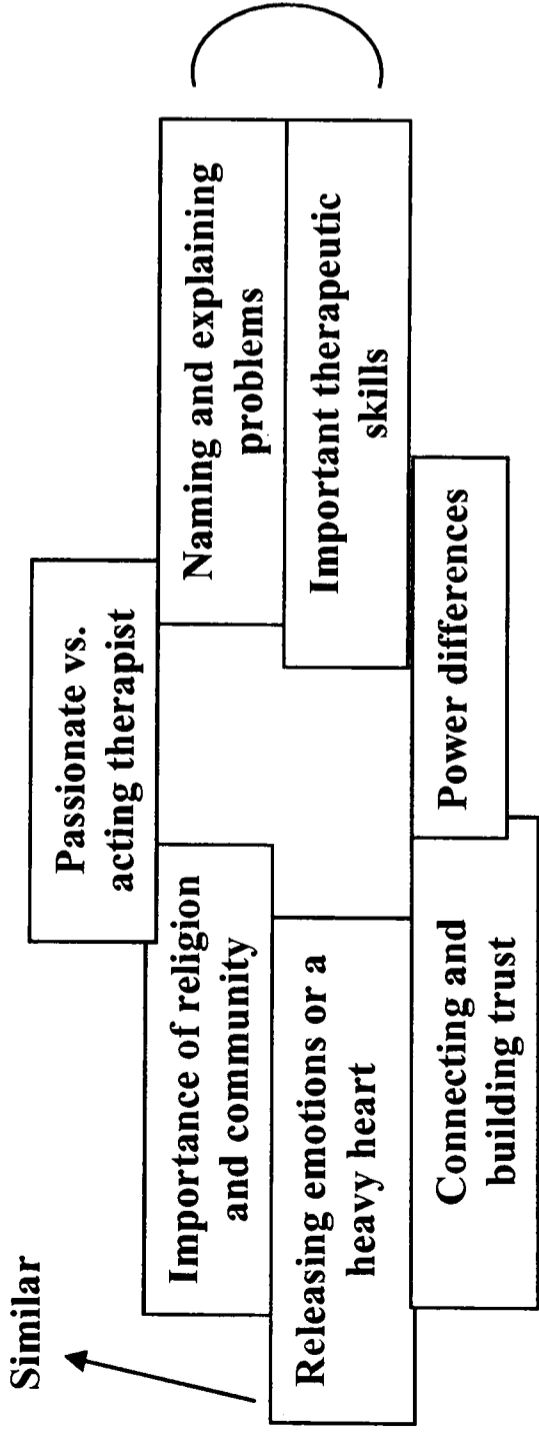 Similar
Passionate vs.
acting therapist
Importance of religion
and community
Naming and explaining
problems
Releasing emotions or a
heavy heart
Important therapeutic
skills
Connecting and
building trust
Power differences